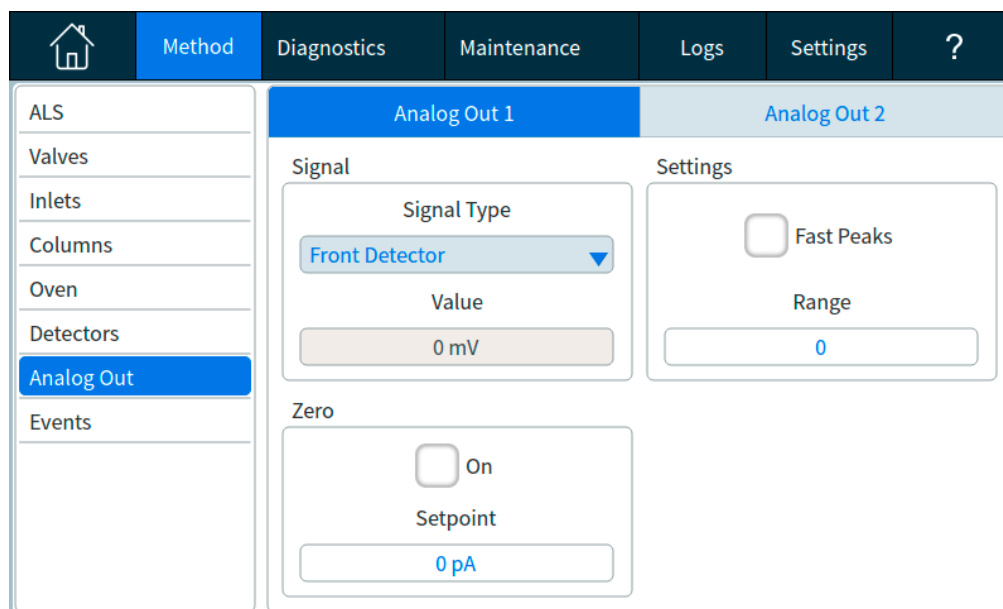 Method Diagnostics Maintenance Logs Settings ?
ALS
Valves
Inlets
Columns
Oven
Detectors
Analog Out
Events
Analog Out 1 Analog Out 2
Signal
Signal Type
Front Detector
Value
0 mV
Settings
Fast Peaks
Range
0
Zero
On
Setpoint
0 pA